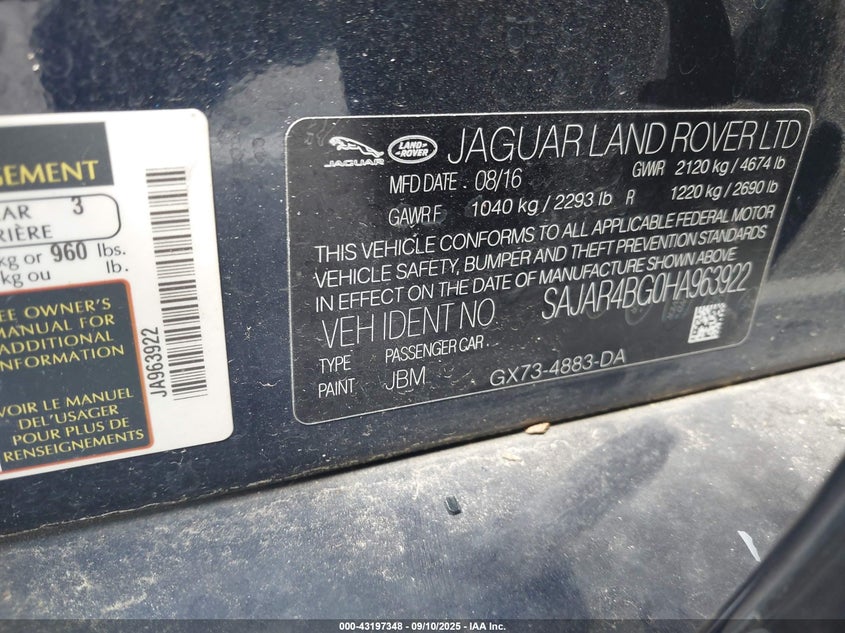 GEMENT
AR 3
RIÈRE
kg or 960 lbs.
kg ou lb.
EE OWNER'S
MANUAL FOR
ADDITIONAL
INFORMATION
VOIR LE MANUEL
DEL'USAGER
POUR PLUS DE
RENSEIGNEMENTS
JA963922
JAGUAR
LAND ROVER
JAGUAR LAND ROVER LTD
MFD DATE 08/16 GWR 2120 kg / 4674 lb
GAWR F 1040 kg / 2293 lb R 1220 kg / 2690 lb
THIS VEHICLE CONFORMS TO ALL APPLICABLE FEDERAL MOTOR
VEHICLE SAFETY, BUMPER AND THEFT PREVENTION STANDARDS
IN EFFECT ON THE DATE OF MANUFACTURE SHOWN ABOVE
VEH IDENT NO SAJAR4BG0HA963922
TYPE PASSENGER CAR
PAINT JBM GX73-4883-DA
000-43197348 - 09/10/2025 - IAA Inc.